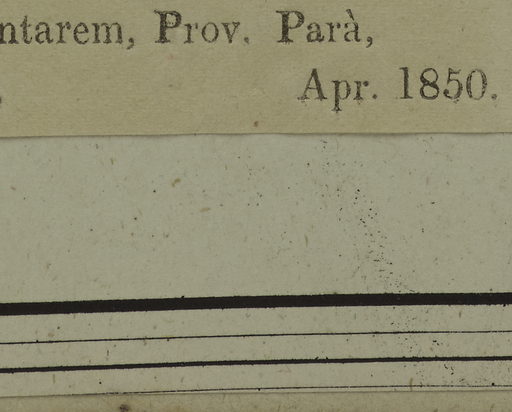 ntarem, Prov. Parà,
Apr. 1850.